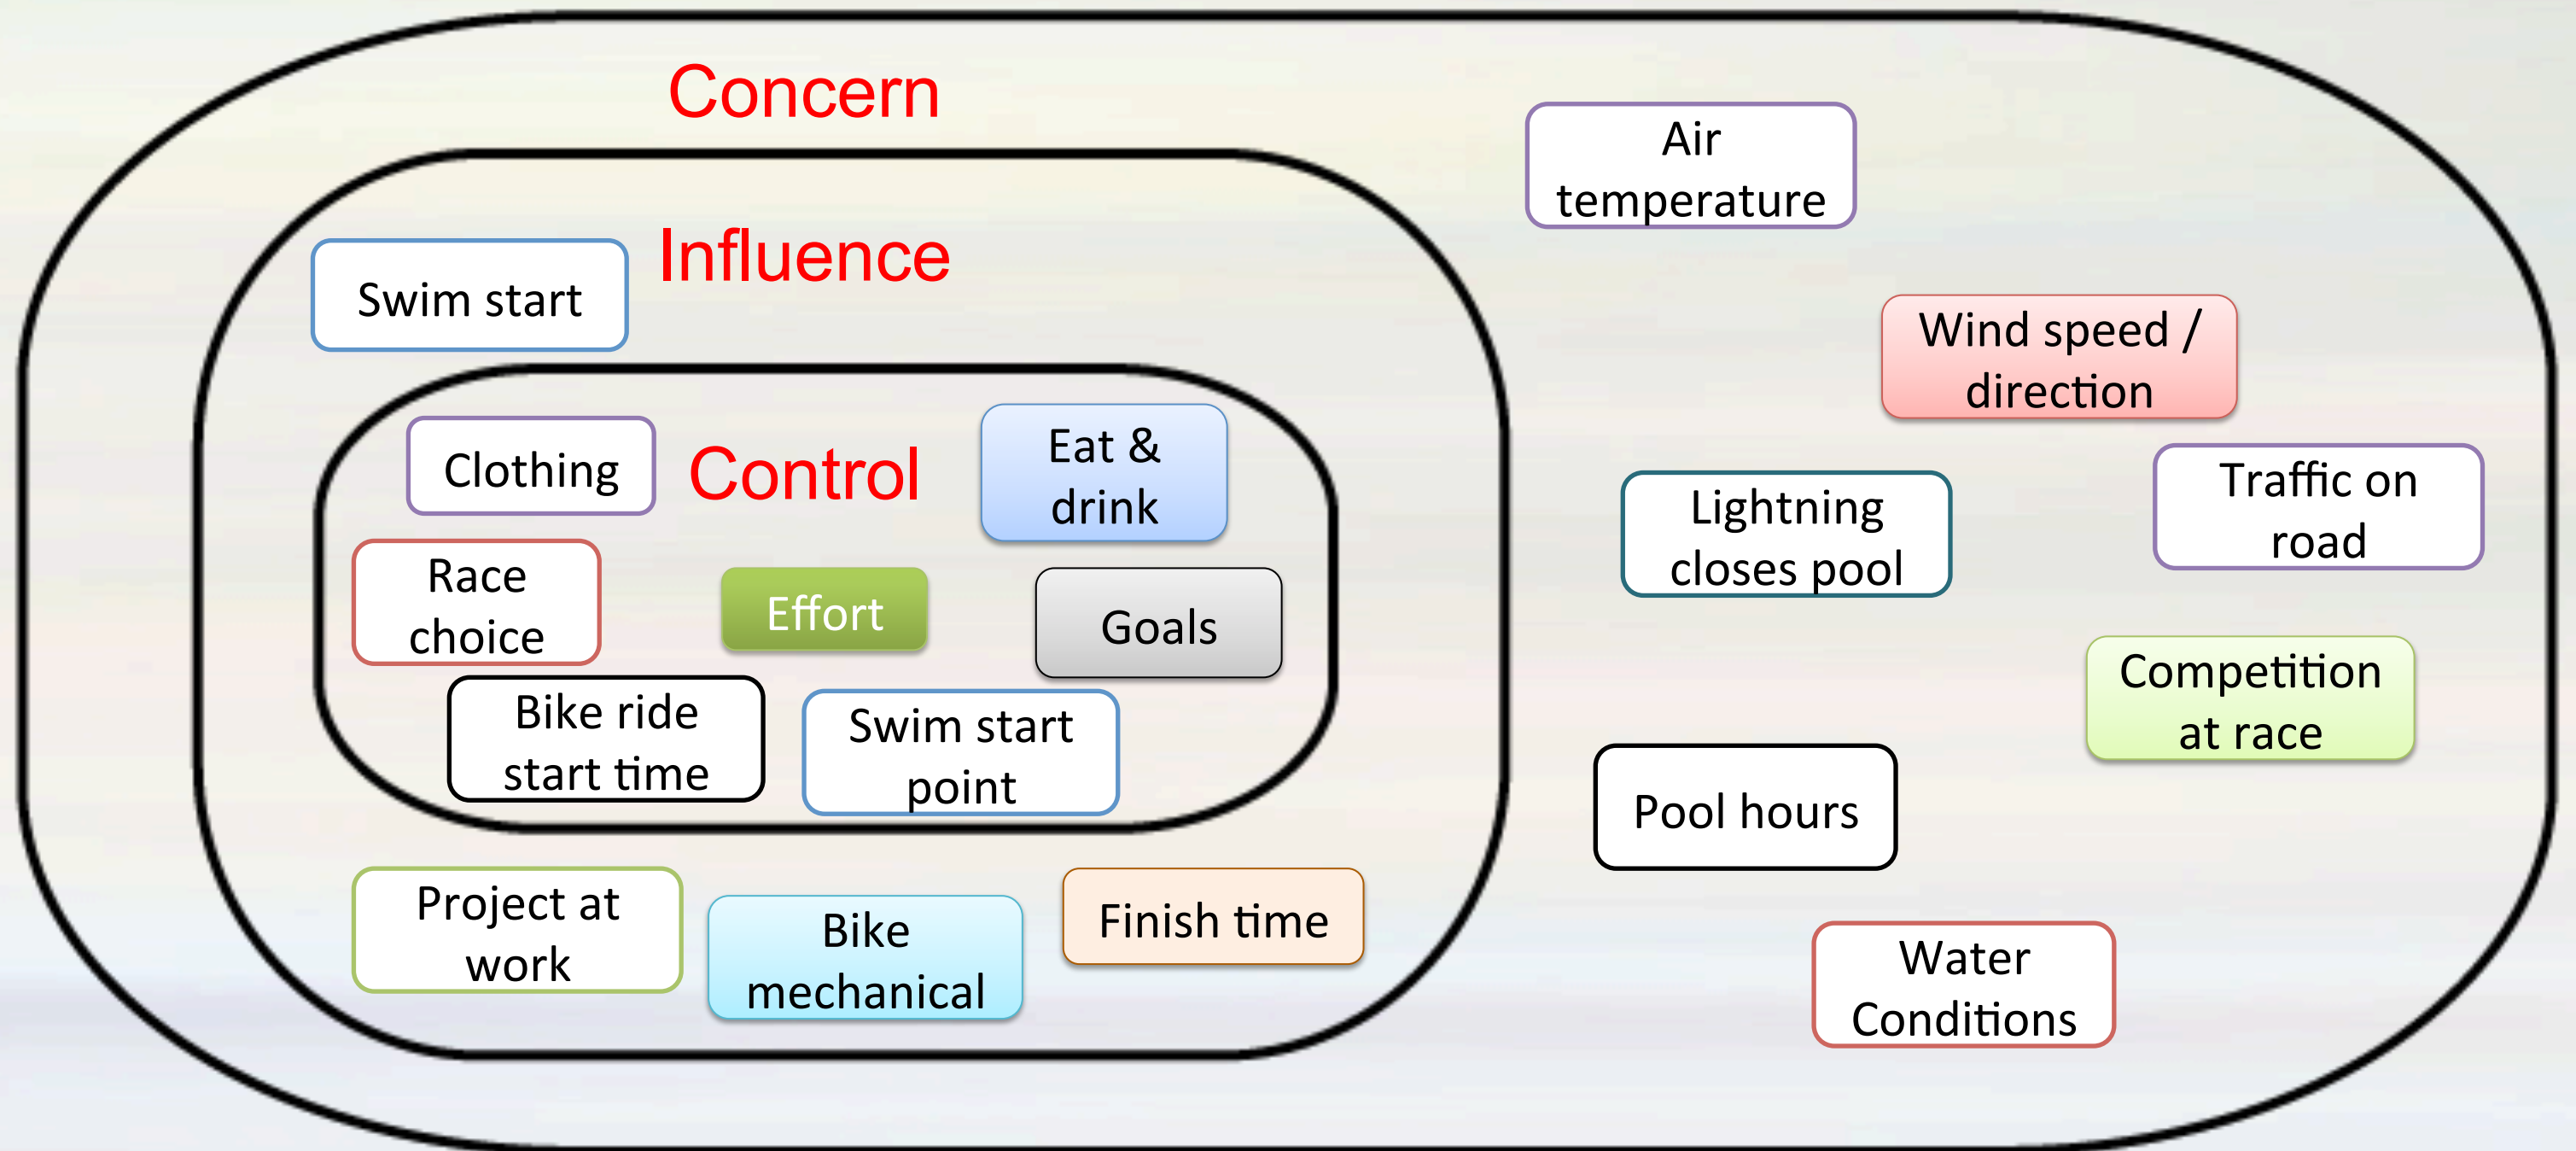 Concern
Air
temperature
Influence
Swim start
Wind speed /
direction
Clothing
Control
Eat &
drink
Traffic on
road
Lightning
closes pool
Race
choice
Effort
Goals
Competition
at race
Bike ride
start time
Swim start
point
Pool hours
Project at
work
Bike
mechanical
Finish time
Water
Conditions